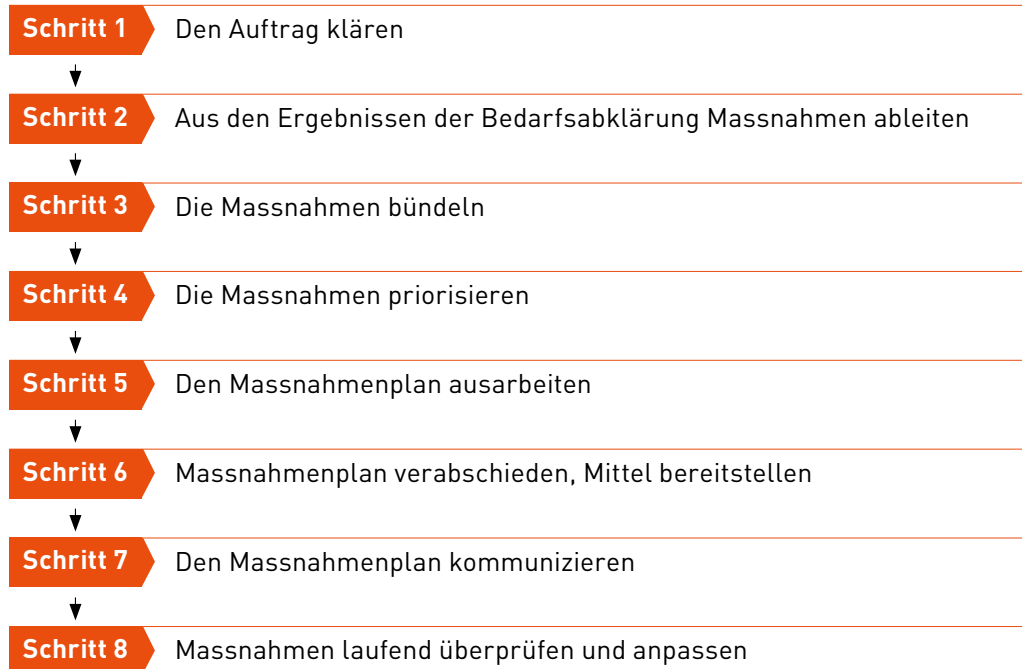 Schritt 1 Den Auftrag klären
Schritt 2 Aus den Ergebnissen der Bedarfsabklärung Massnahmen ableiten
Schritt 3 Die Massnahmen bündeln
Schritt 4 Die Massnahmen priorisieren
Schritt 5 Den Massnahmenplan ausarbeiten
Schritt 6 Massnahmenplan verabschieden, Mittel bereitstellen
Schritt 7 Den Massnahmenplan kommunizieren
Schritt 8 Massnahmen laufend überprüfen und anpassen